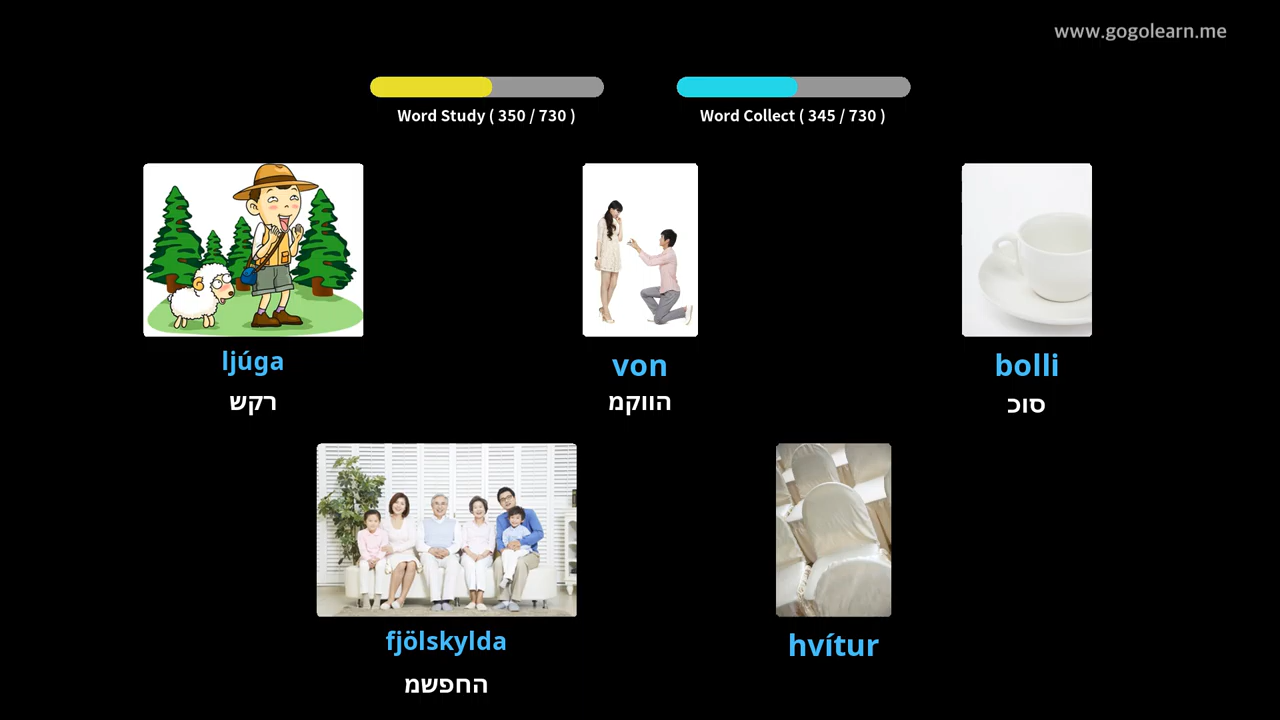 www.gogolearn.me
Word Study ( 350 / 730 )
Word Collect ( 345 / 730 )
ljúga
רקש
von
הווקמ
bolli
סוכ
fjölskylda
החפשמ
hvítur